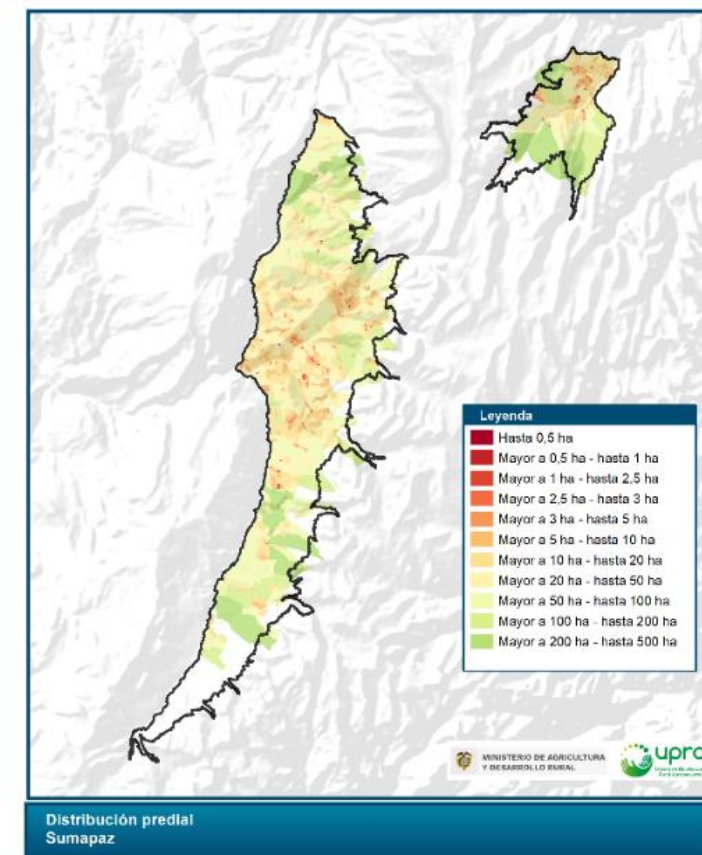 Leyenda
Hasta 0,5 ha
Mayor a 0,5 ha - hasta 1 ha
Mayor a 1 ha - hasta 2,5 ha
Mayor a 2,5 ha - hasta 3 ha
Mayor a 3 ha - hasta 5 ha
Mayor a 5 ha - hasta 10 ha
Mayor a 10 ha - hasta 20 ha
Mayor a 20 ha - hasta 50 ha
Mayor a 50 ha - hasta 100 ha
Mayor a 100 ha - hasta 200 ha
Mayor a 200 ha - hasta 500 ha
MINISTERIO DE AGRICULTURA
Y DESARROLLO RURAL
upra
Distribución predial
Sumapaz